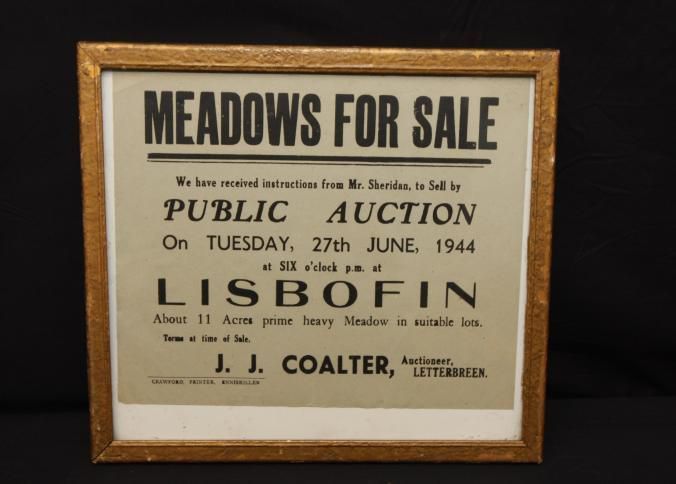 MEADOWS FOR SALE
We have received instructions from Mr. Sheridan, to Sell by
PUBLIC AUCTION
On TUESDAY, 27th JUNE, 1944
at SIX o'clock p.m. at
LISBOFIN
About 11 Acres prime heavy Meadow in suitable lots.
Terms at time of Sale.
J. J. COALTER, Auctioneer,
LETTERBREEN.
CRAWFORD, PRINTER, ENNISKILLEN